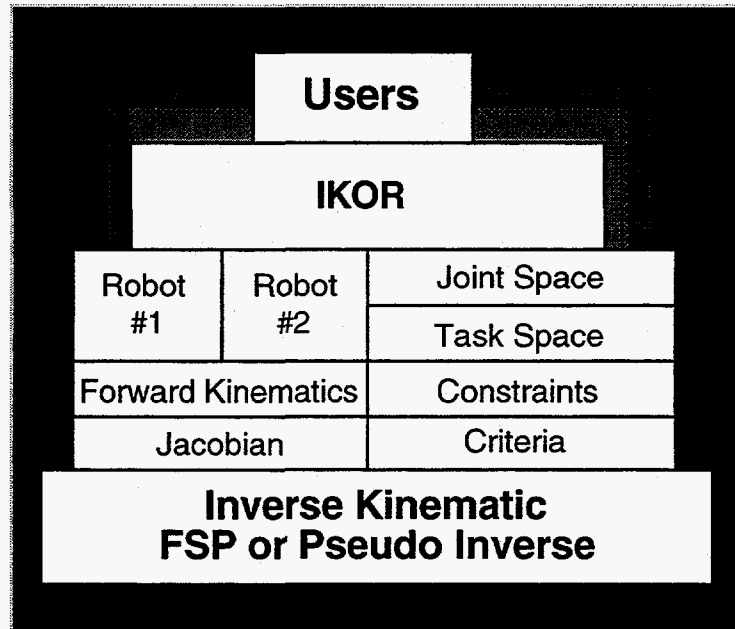 Users
IKOR
Robot
#1
Robot
#2
Joint Space
Task Space
Forward Kinematics
Constraints
Jacobian
Criteria
Inverse Kinematic
FSP or Pseudo Inverse